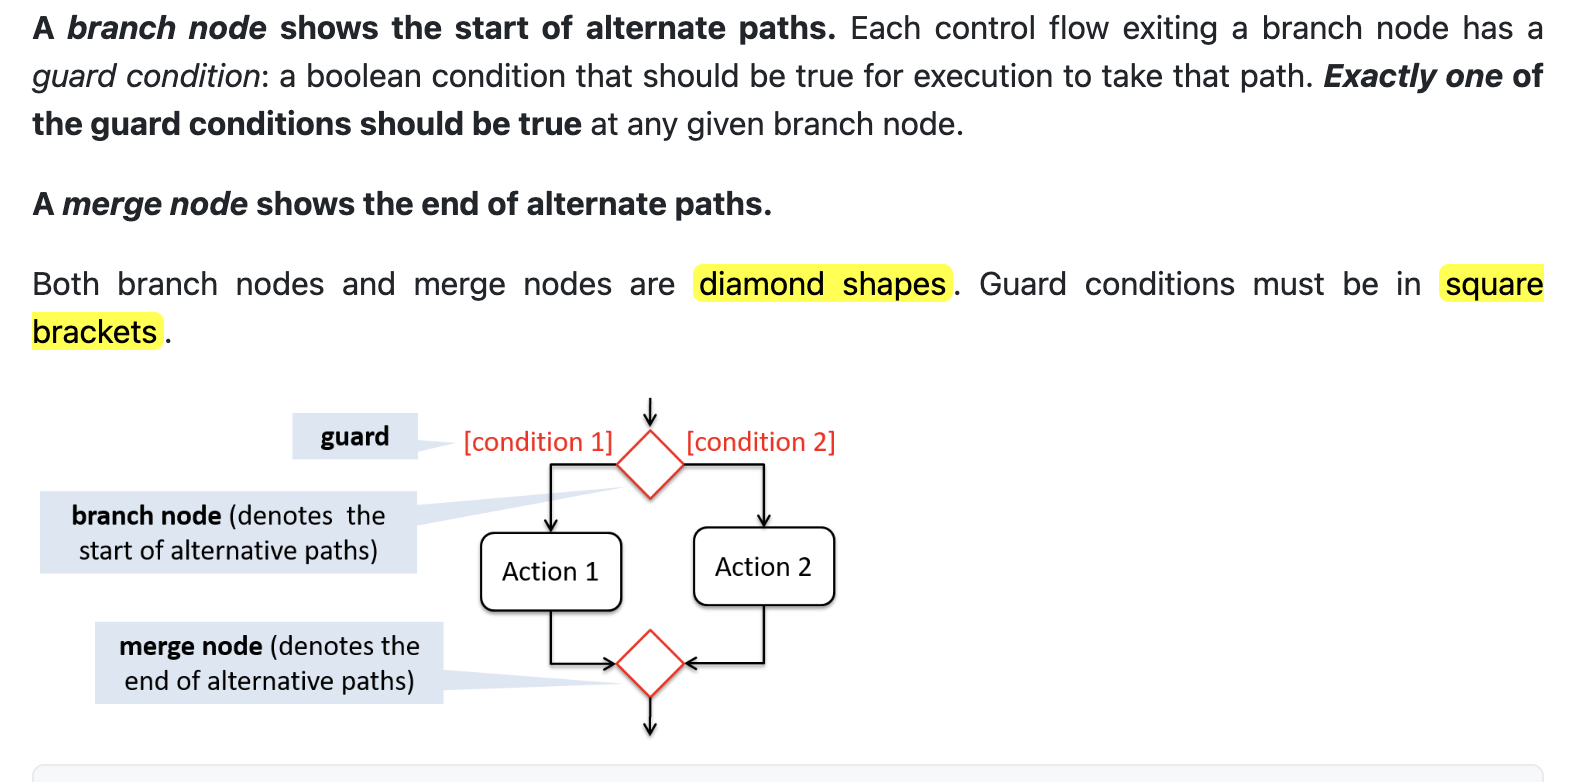 A branch node shows the start of alternate paths. Each control flow exiting a branch node has a
guard condition: a boolean condition that should be true for execution to take that path. Exactly one of
the guard conditions should be true at any given branch node.
A merge node shows the end of alternate paths.
Both branch nodes and merge nodes are diamond shapes. Guard conditions must be in square
brackets.
guard
[condition 1]
[condition 2]
branch node (denotes the
start of alternative paths)
Action 1
Action 2
merge node (denotes the
end of alternative paths)